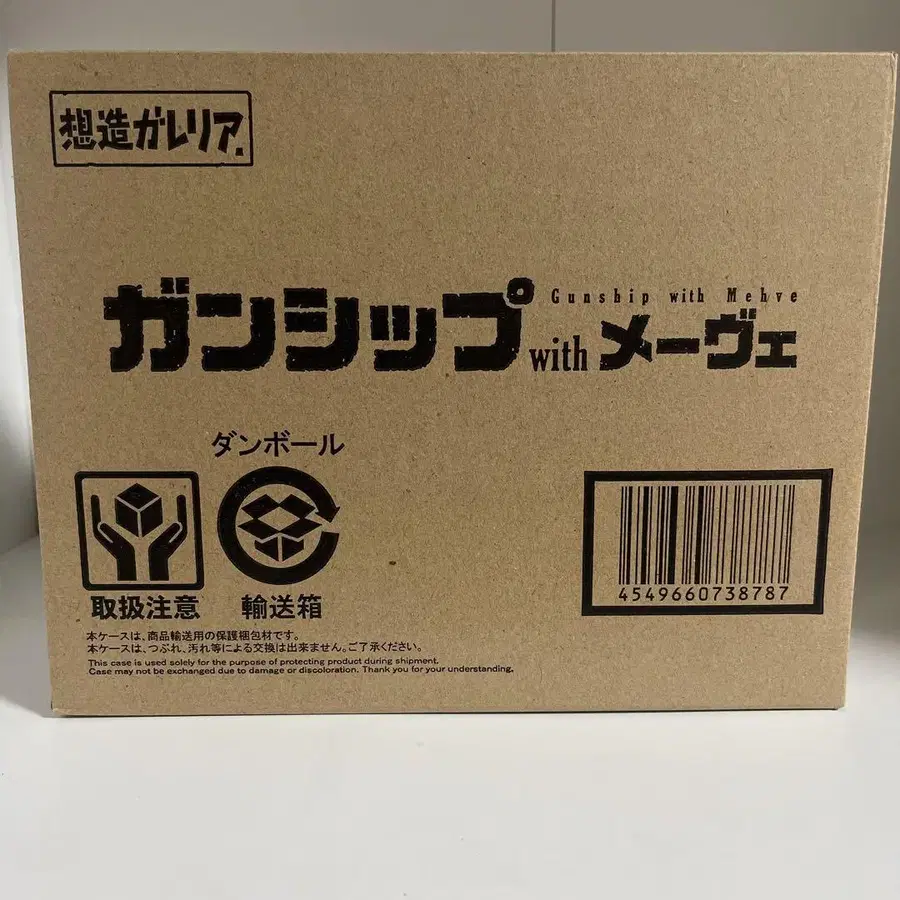 想造ガレリア.
Gunship with Mehve
ガンシップ with メーヴェ
ダンボール
取扱注意 輸送箱
本ケースは、商品輸送用の保護梱包材です。
本ケースは、つぶれ、汚れ等による交換は出来ません。ご了承ください。
This case is used solely for the purpose of protecting product during shipment.
Case may not be exchanged due to damage or discoloration. Thank you for your understanding.
4549660738787